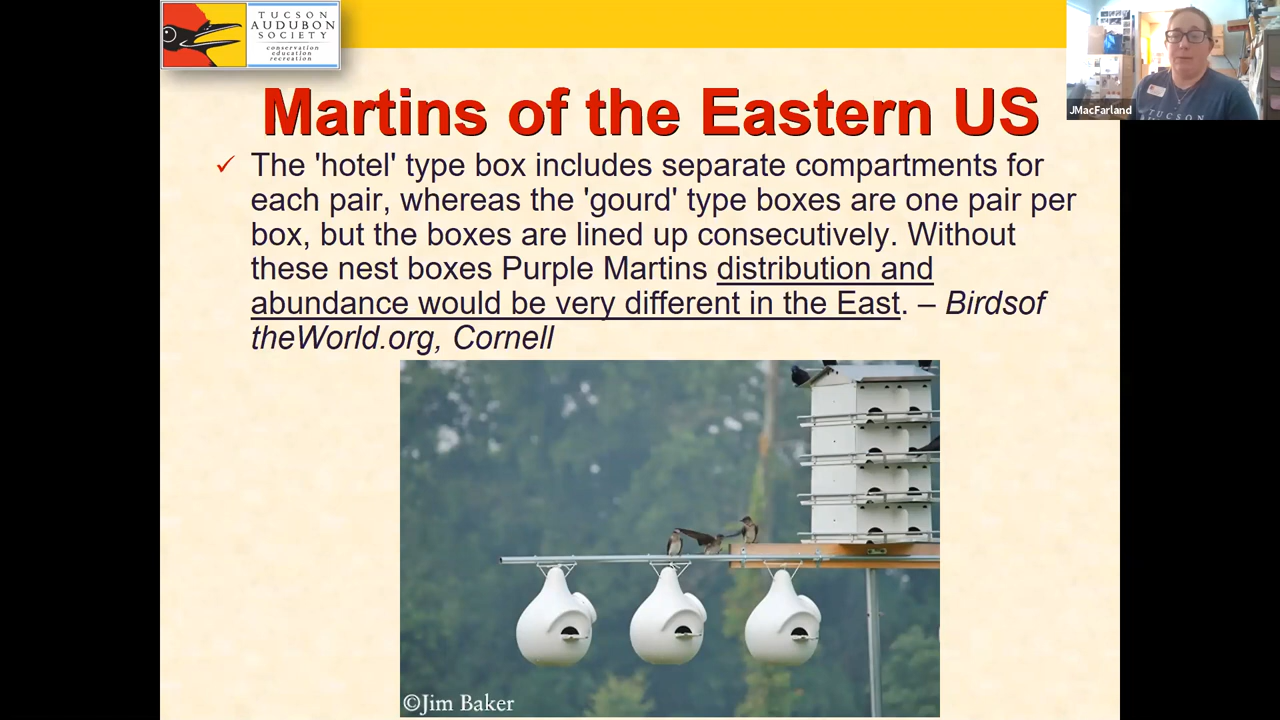 TUCSON
AUDUBON
SOCIETY
conservation
education
recreation
JMacFarland
Martins of the Eastern US
✓ The 'hotel' type box includes separate compartments for
each pair, whereas the 'gourd' type boxes are one pair per
box, but the boxes are lined up consecutively. Without
these nest boxes Purple Martins distribution and
abundance would be very different in the East. – Birdsof
theWorld.org, Cornell
©Jim Baker
TUCSON